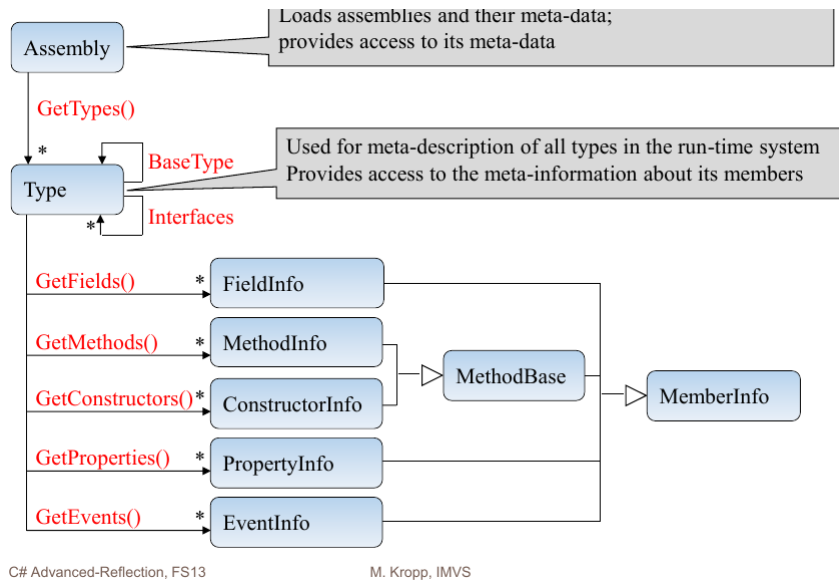 Loads assemblies and their meta-data;
provides access to its meta-data
Assembly
GetTypes()
*
BaseType
Used for meta-description of all types in the run-time system
Provides access to the meta-information about its members
Type
*
Interfaces
GetFields()
*
FieldInfo
GetMethods()
*
MethodInfo
MethodBase
MemberInfo
GetConstructors()
*
ConstructorInfo
GetProperties()
*
PropertyInfo
GetEvents()
*
EventInfo
C# Advanced-Reflection, FS13
M. Kropp, IMVS